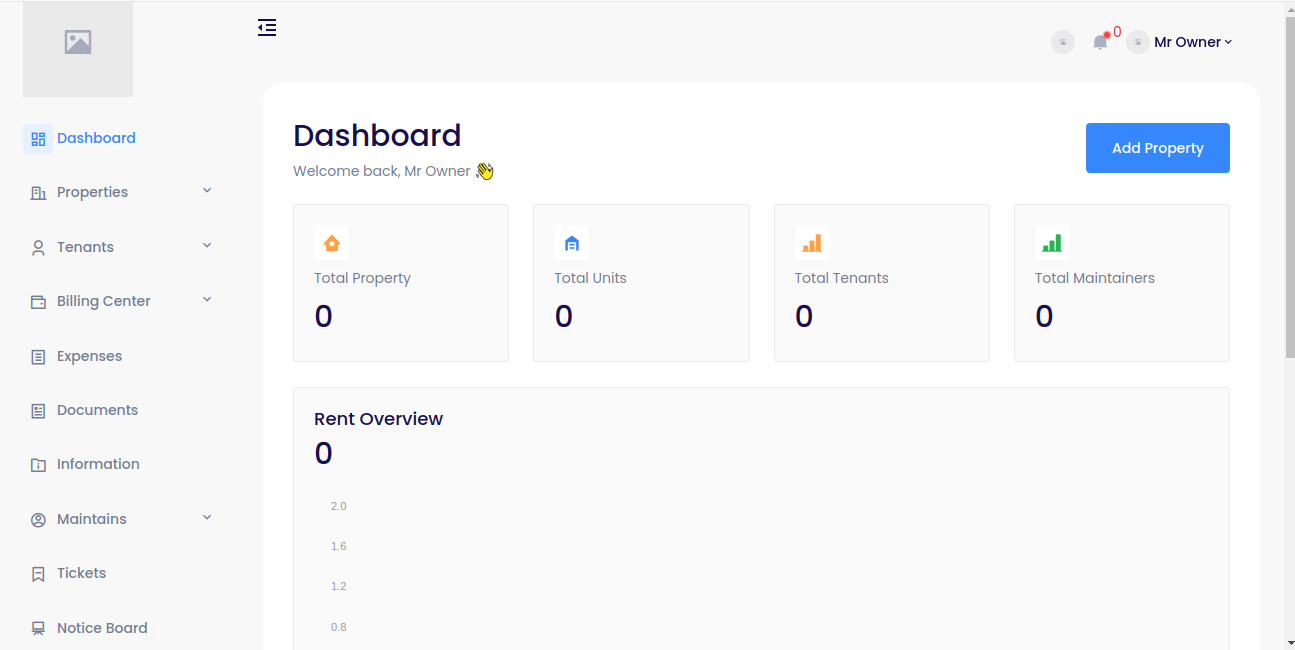 0
Mr Owner
Dashboard
Properties
Tenants
Billing Center
Expenses
Documents
Information
Maintains
Tickets
Notice Board
Dashboard
Welcome back, Mr Owner 👋
Add Property
Total Property
0
Total Units
0
Total Tenants
0
Total Maintainers
0
Rent Overview
0
2.0
1.6
1.2
0.8